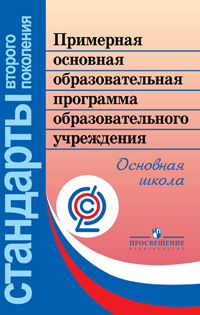 стандарты
второго
поколения
Примерная
основная
образовательная
программа
образовательного
учреждения
Основная
школа
ПРОСВЕЩЕНИЕ
ИЗДАТЕЛЬСТВО